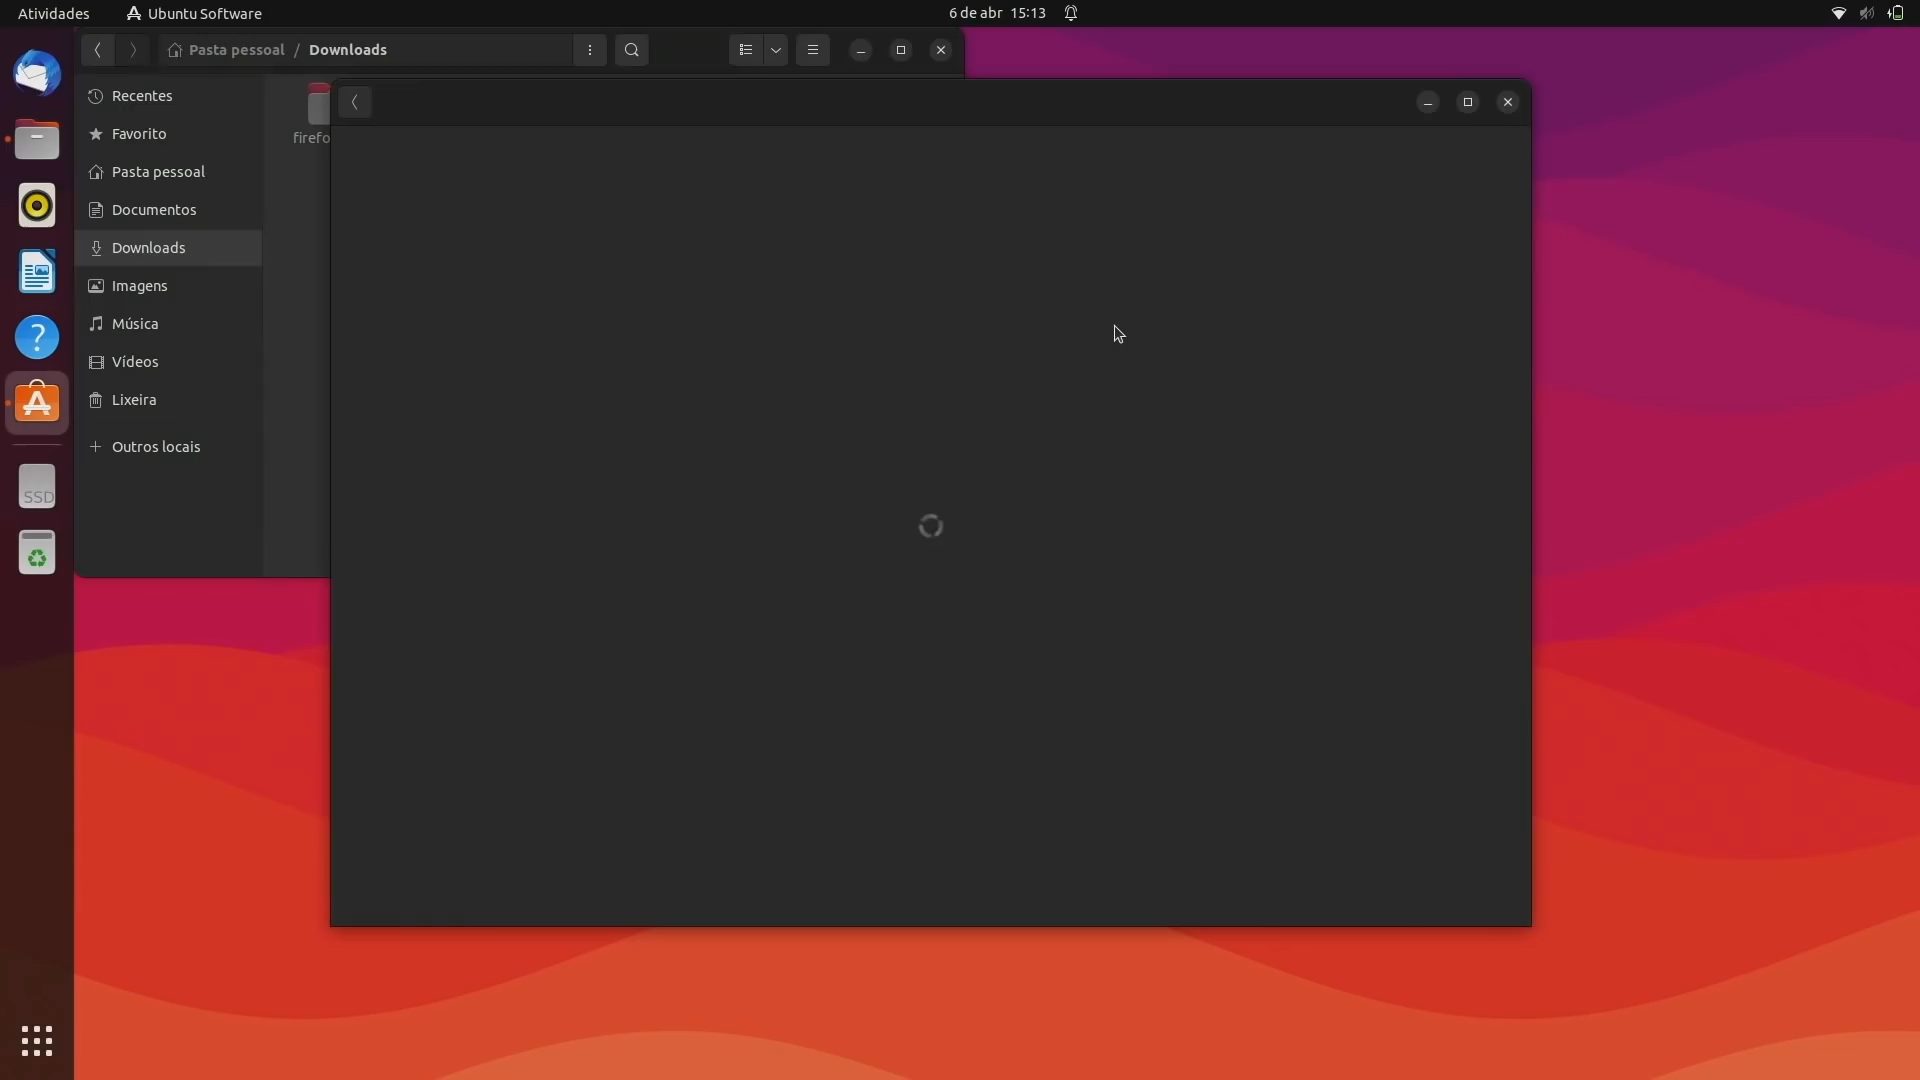 Atividades
Ubuntu Software
6 de abr 15:13
Pasta pessoal / Downloads
Recentes
firefo
Favorito
Pasta pessoal
Documentos
Downloads
Imagens
Música
Vídeos
Lixeira
Outros locais
SSD